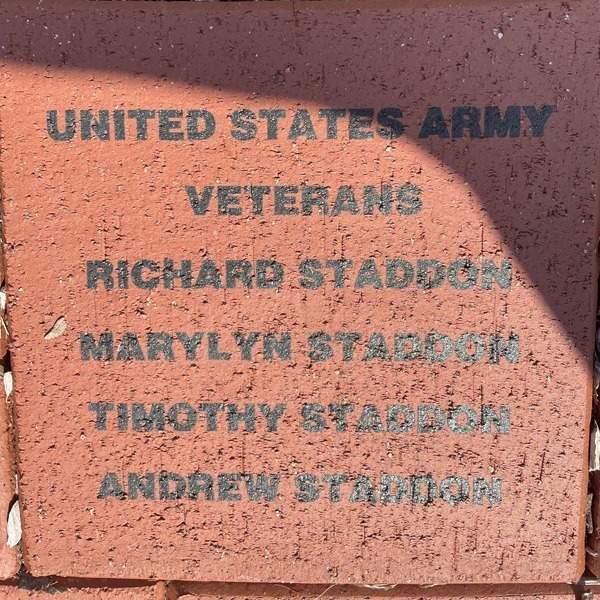 UNITED STATES ARMY
VETERANS
RICHARD STADDON
MARYLYN STADDON
TIMOTHY STADDON
ANDREW STADDON